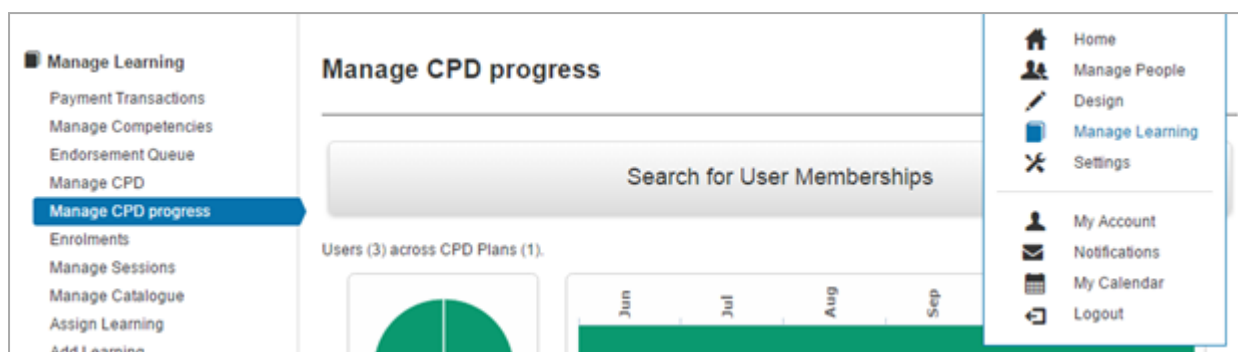 Manage Learning
Payment Transactions
Manage Competencies
Endorsement Queue
Manage CPD
Manage CPD progress
Enrolments
Manage Sessions
Manage Catalogue
Assign Learning
Add Learning
Manage CPD progress
Search for User Memberships
Users (3) across CPD Plans (1).
Jun
Jul
Aug
Sep
Home
Manage People
Design
Manage Learning
Settings
My Account
Notifications
My Calendar
Logout